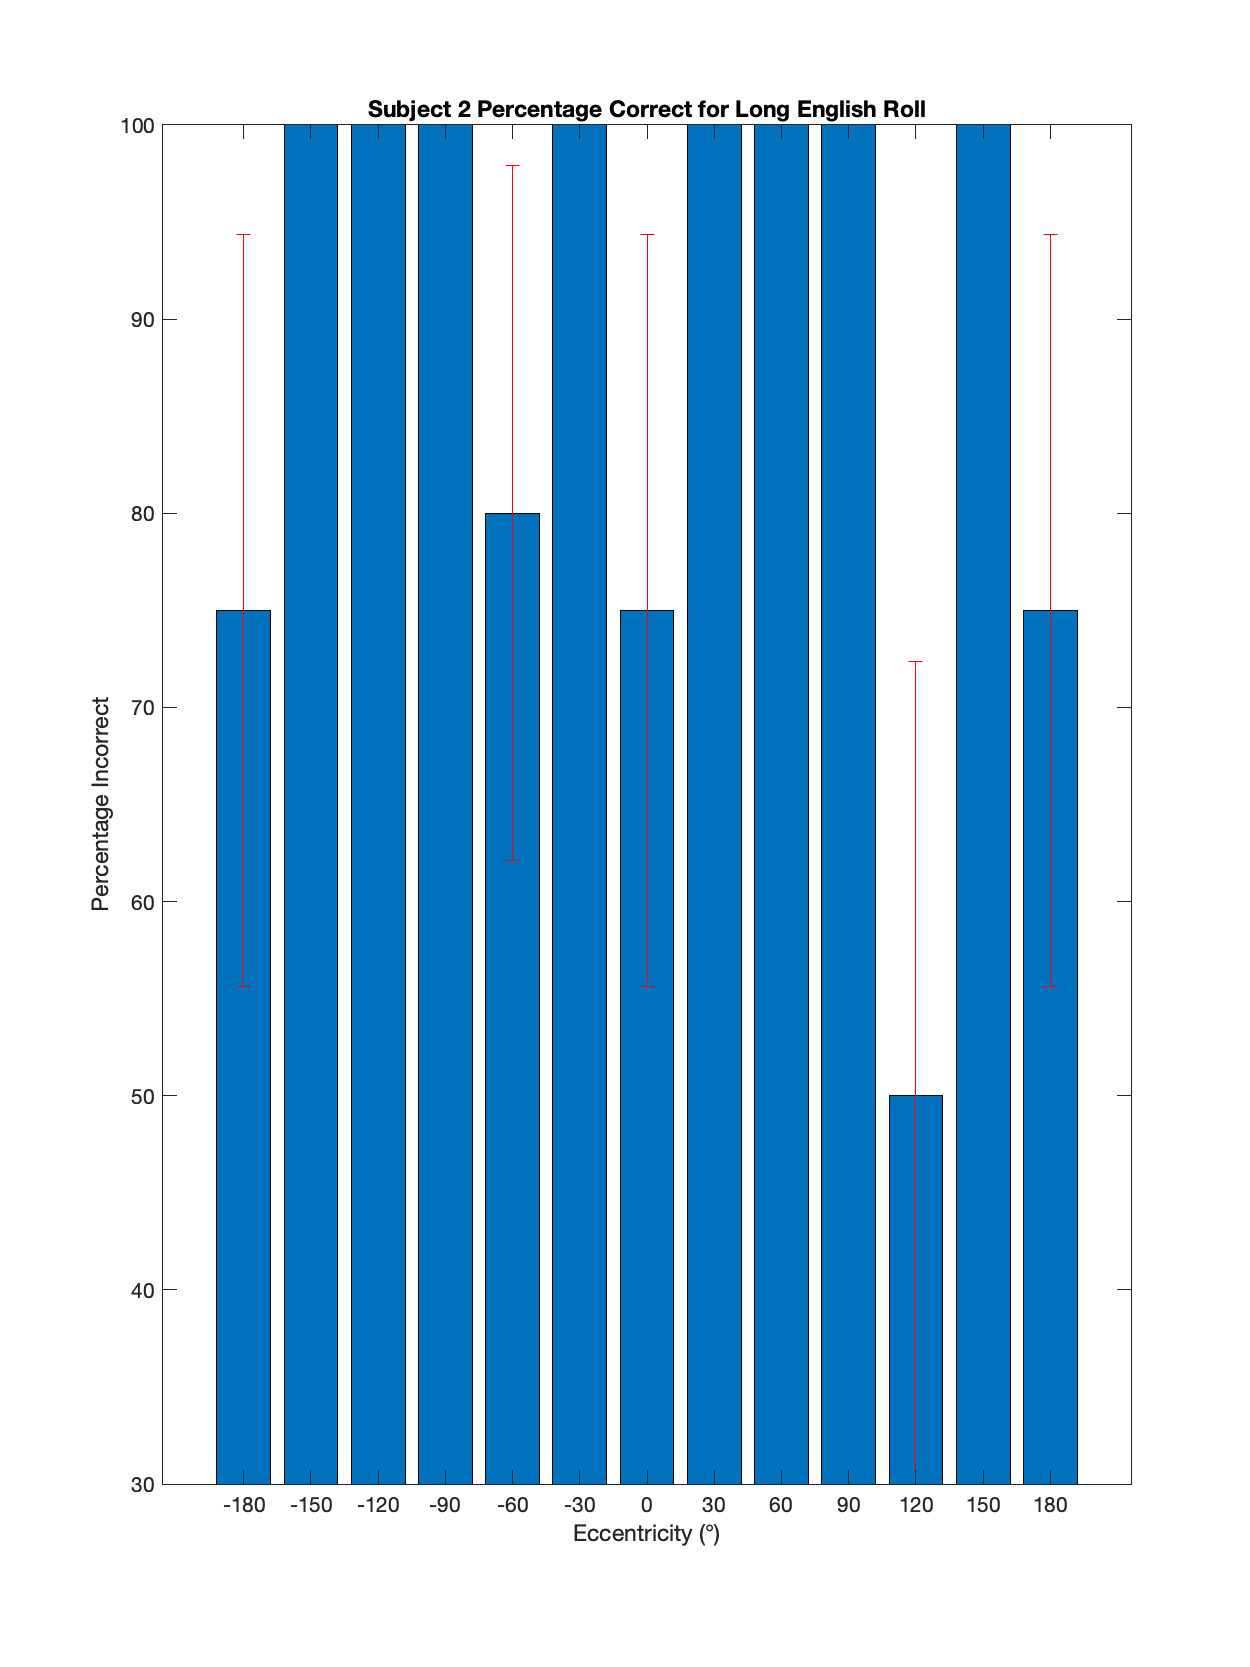 Subject 2 Percentage Correct for Long English Roll
100
90
80
70
60
50
40
30
Percentage Incorrect
-180 -150 -120 -90 -60 -30 0 30 60 90 120 150 180
Eccentricity (°)